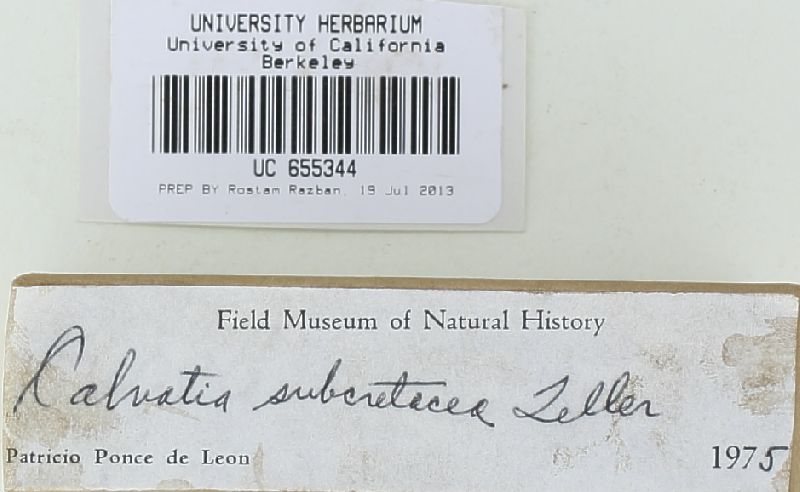 UNIVERSITY HERBARIUM
University of California
Berkeley
UC 655344
PREP BY Rostam Razban, 19 Jul 2013
Field Museum of Natural History
Calvatia subcretacea Zeller
Patricio Ponce de Leon 1975